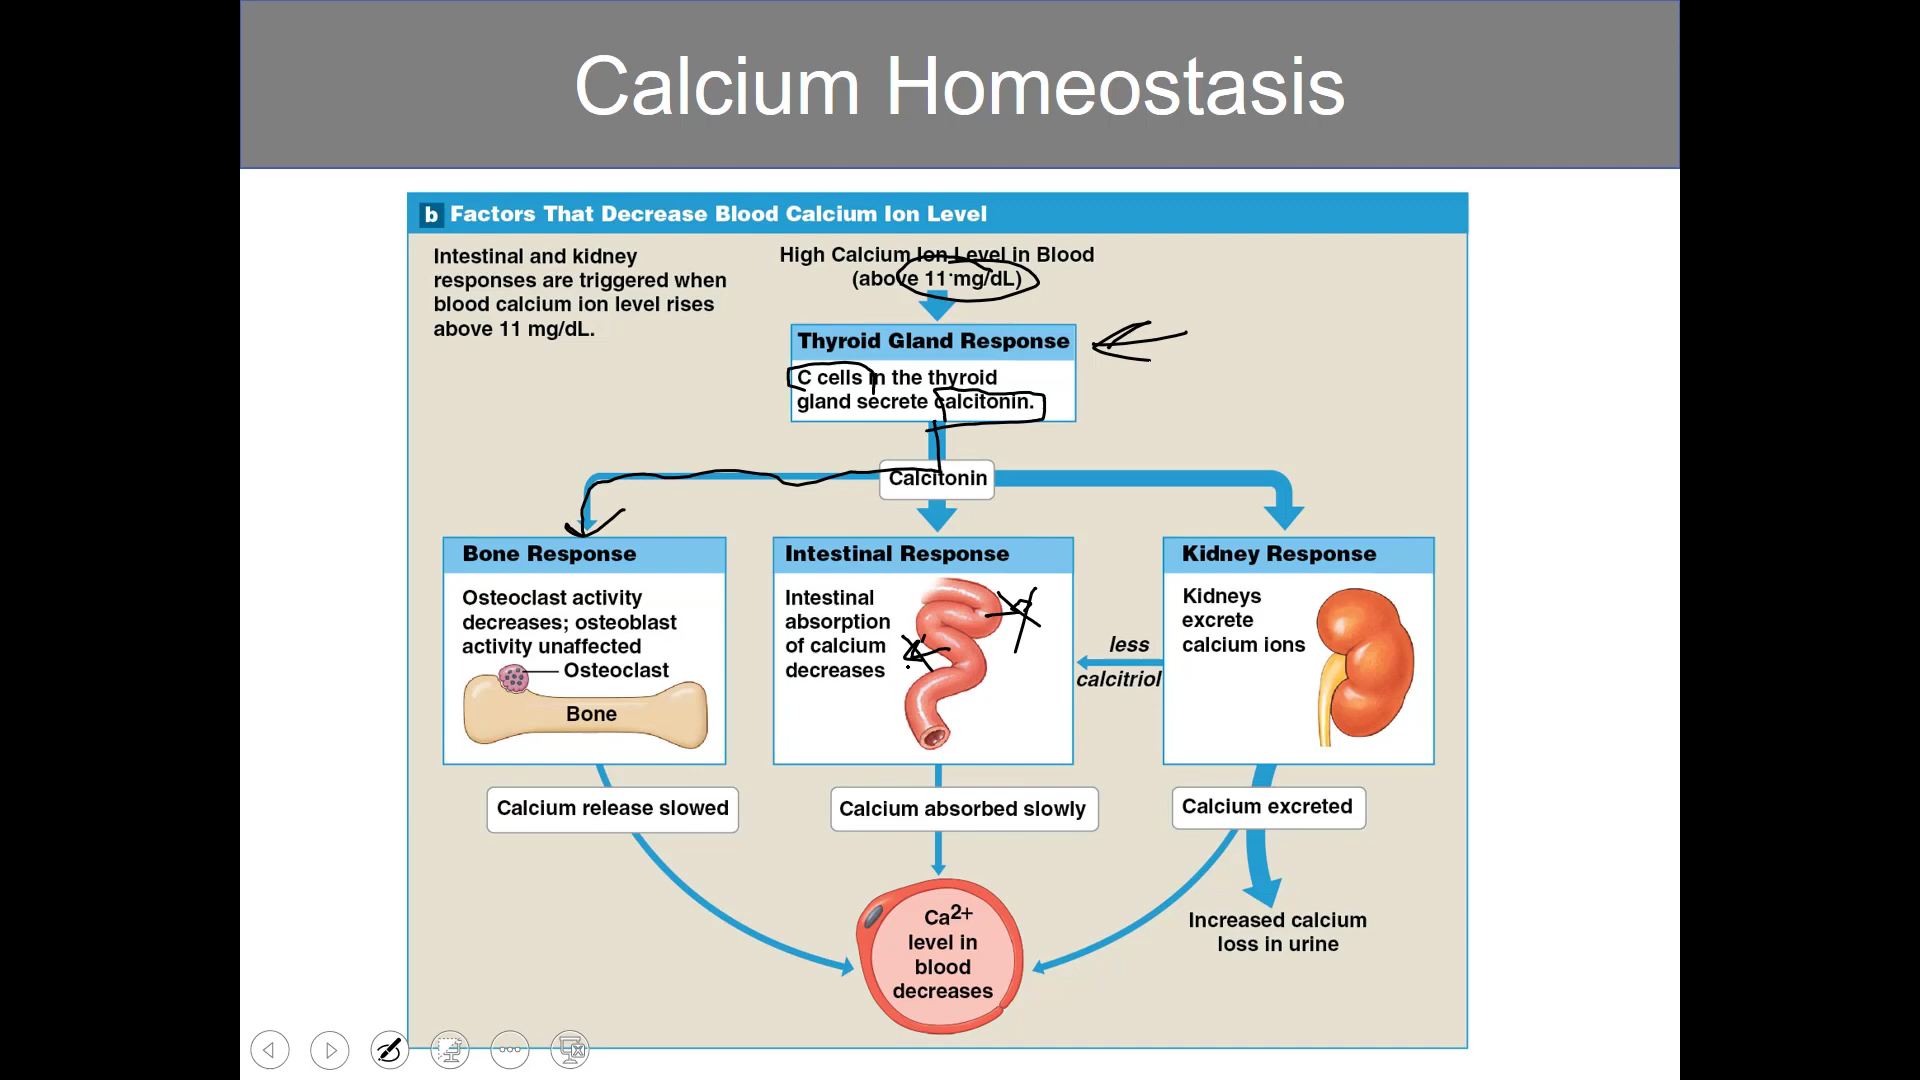 Calcium Homeostasis
b Factors That Decrease Blood Calcium Ion Level
Intestinal and kidney
responses are triggered when
blood calcium ion level rises
above 11 mg/dL.
High Calcium Ion Level in Blood
(above 11 mg/dL)
Thyroid Gland Response
C cells in the thyroid
gland secrete calcitonin.
Calcitonin
Bone Response
Osteoclast activity
decreases; osteoblast
activity unaffected
Osteoclast
Bone
Intestinal Response
Intestinal
absorption
of calcium
decreases
less
calcitriol
Kidney Response
Kidneys
excrete
calcium ions
Calcium release slowed
Calcium absorbed slowly
Calcium excreted
Ca2+
level in
blood
decreases
Increased calcium
loss in urine